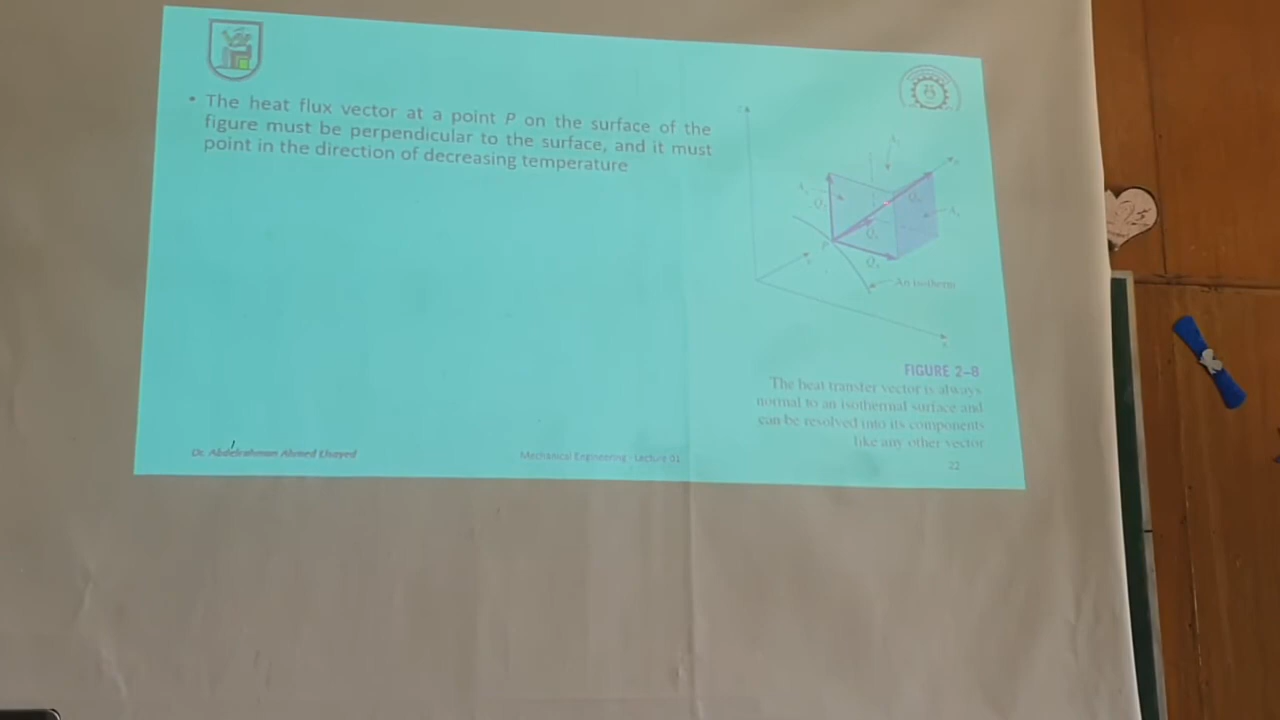 • The heat flux vector at a point P on the surface of the
figure must be perpendicular to the surface, and it must
point in the direction of decreasing temperature
z
A
Q
Q
Q
Q
P
An isotherm
FIGURE 2–8
The heat transfer vector is always
normal to an isothermal surface and
can be resolved into its components
like any other vector
Dr. Abdelrahman Ahmed Elsayed
Mechanical Engineering - Lecture 01
22